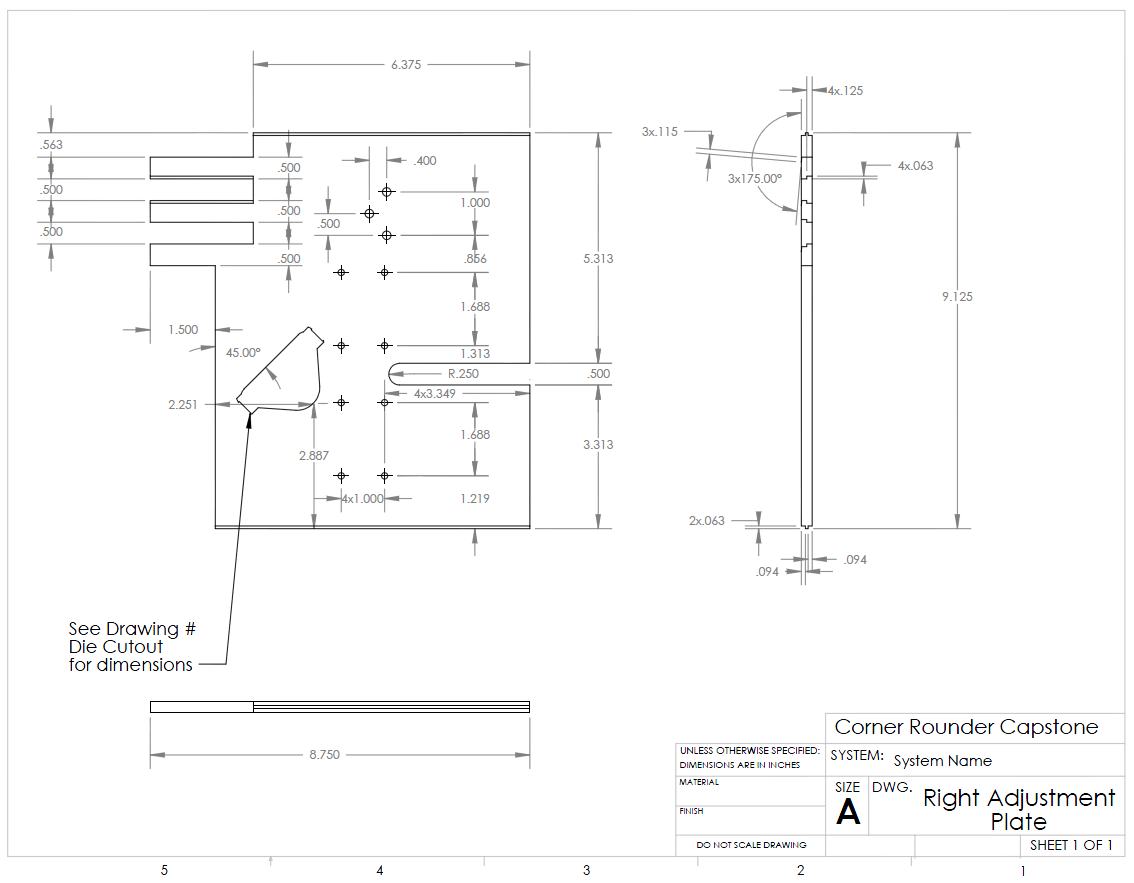 6.375
4x.125
.563
3x.115
.500
.400
4x.063
3x175.00°
.500
1.000
.500
.500
.500
.856
.500
5.313
1.688
9.125
1.500
1.313
45.00°
R.250
.500
4x3.349
2.251
1.688
3.313
2.887
4x1.000
1.219
2x.063
.094
.094
See Drawing #
Die Cutout
for dimensions
8.750
Corner Rounder Capstone
UNLESS OTHERWISE SPECIFIED:
DIMENSIONS ARE IN INCHES
SYSTEM: System Name
MATERIAL
SIZE
A
DWG.
Right Adjustment
Plate
FINISH
DO NOT SCALE DRAWING
SHEET 1 OF 1
5 4 3 2 1